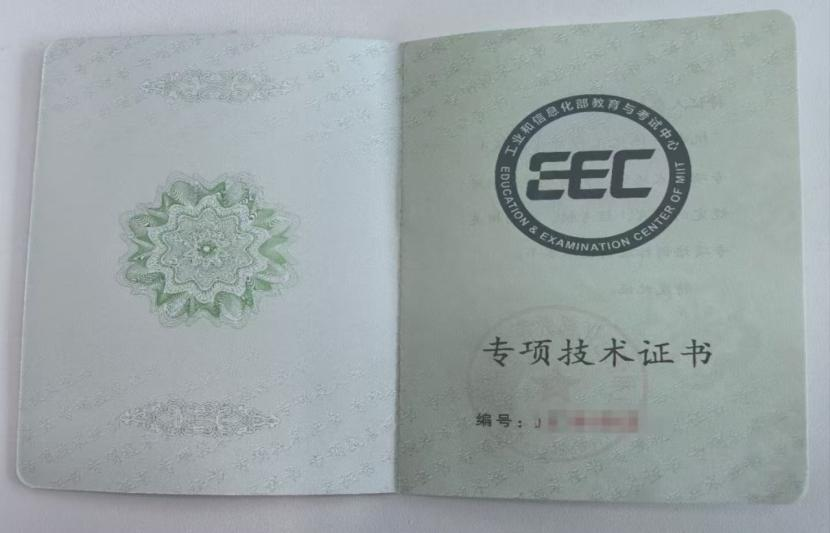 工业和信息化部教育与考试中心
EEC
EDUCATION & EXAMINATION CENTER OF MIIT
专项技术证书
编号：J